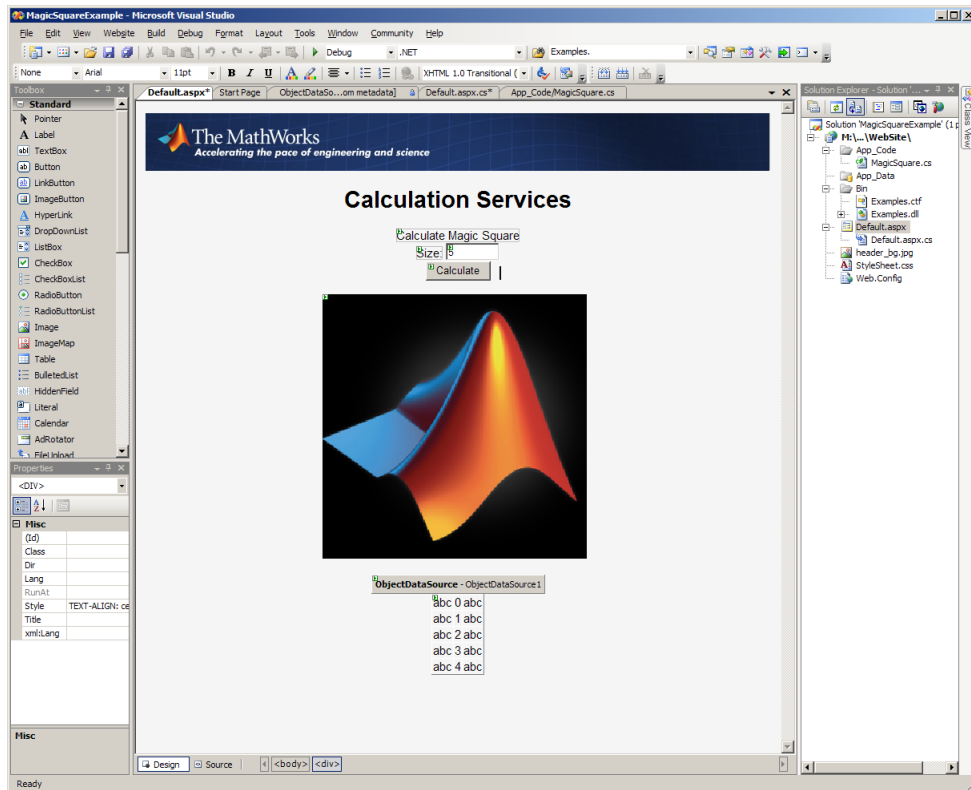 MagicSquareExample - Microsoft Visual Studio
File Edit View Website Build Debug Format Layout Tools Window Community Help
Debug .NET Examples.
None Arial 11pt B I U A XHTML 1.0 Transitional (
Toolbox
Standard
Pointer
A Label
abl TextBox
ab Button
ab LinkButton
ImageButton
A HyperLink
DropDownList
ListBox
CheckBox
CheckBoxList
RadioButton
RadioButtonList
Image
ImageMap
Table
BulletedList
abl HiddenField
Literal
Calendar
AdRotator
FileUpload
Properties
<DIV>
Misc
(Id)
Class
Dir
Lang
RunAt
Style TEXT-ALIGN: ce
Title
xml:Lang
Misc
Default.aspx* Start Page ObjectDataSo...om metadata] Default.aspx.cs* App_Code/MagicSquare.cs
The MathWorks
Accelerating the pace of engineering and science
Calculation Services
Calculate Magic Square
Size: 5
Calculate
ObjectDataSource - ObjectDataSource1
abc 0 abc
abc 1 abc
abc 2 abc
abc 3 abc
abc 4 abc
Design Source <body> <div>
Solution Explorer - Solution '...
Solution 'MagicSquareExample' (1 p
M:\...\WebSite\
App_Code
MagicSquare.cs
App_Data
Bin
Examples.ctf
Examples.dll
Default.aspx
Default.aspx.cs
header_bg.jpg
StyleSheet.css
Web.Config
Class View
Ready